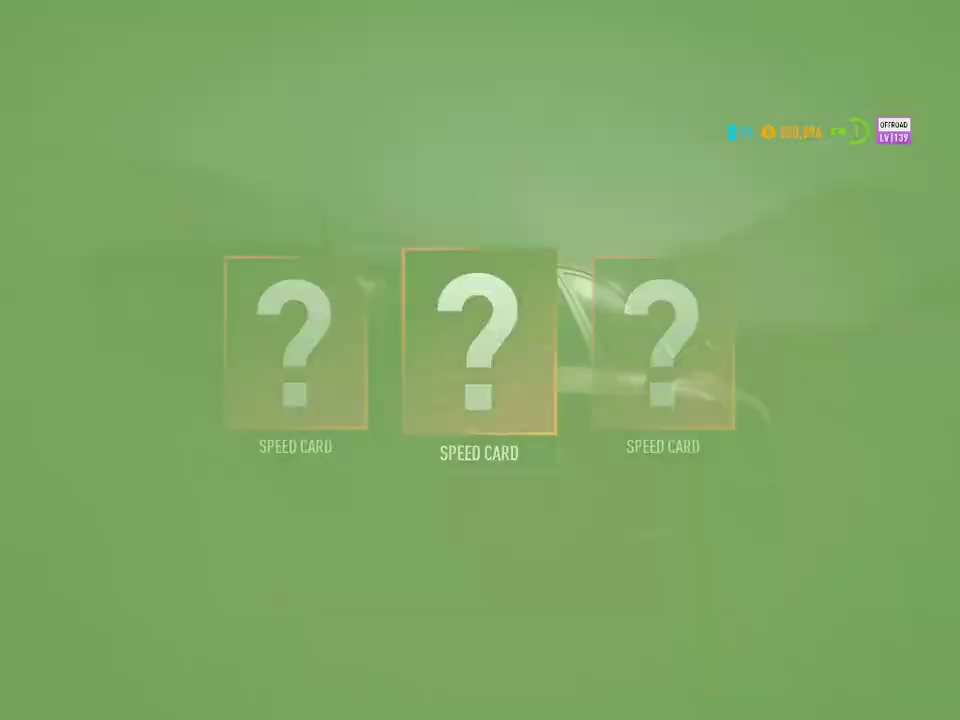 OFFROAD
LV|139
? ? ?
SPEED CARD SPEED CARD SPEED CARD